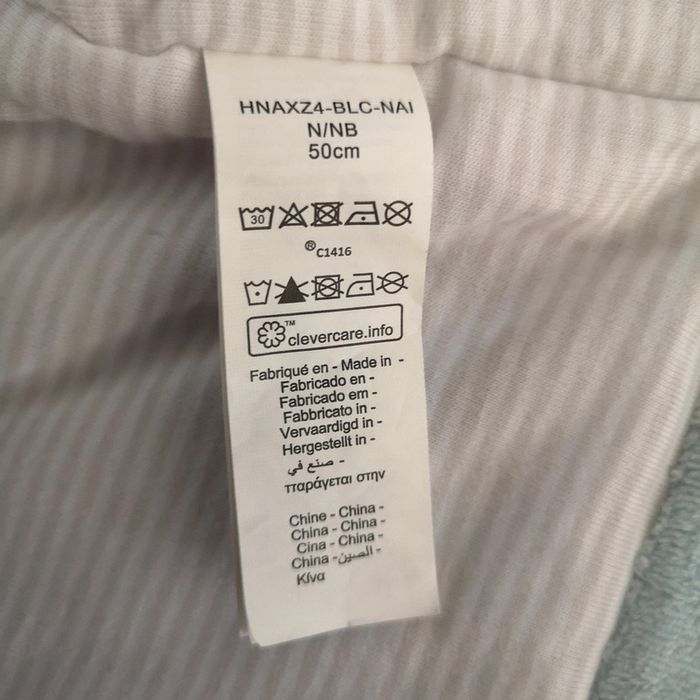 HNAXZ4-BLC-NAI
N/NB
50cm
30
®C1416
™
clevercare.info
Fabriqué en - Made in -
Fabricado en -
Fabricado em -
Fabbricato in -
Vervaardigd in -
Hergestellt in -
صنع في -
παράγεται στην
Chine - China -
China - China -
Cina - China -
China - الصين -
Κίνα